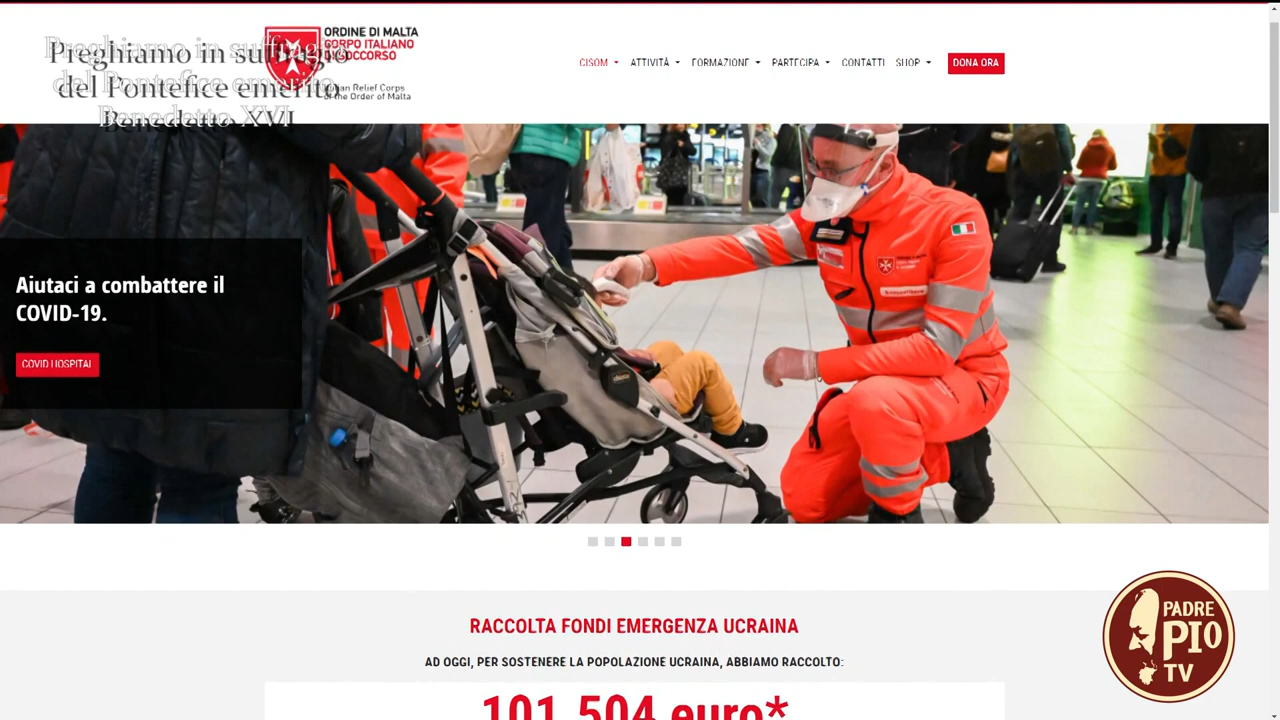 Preghiamo in suffragio
del Pontefice emerito
Benedetto XVI
ORDINE DI MALTA
CORPO ITALIANO
DI SOCCORSO
Italian Relief Corps
of the Order of Malta
CISOM
ATTIVITÀ
FORMAZIONE
PARTECIPA
CONTATTI
SHOP
DONA ORA
Aiutaci a combattere il
COVID-19.
COVID HOSPITAL
RACCOLTA FONDI EMERGENZA UCRAINA
AD OGGI, PER SOSTENERE LA POPOLAZIONE UCRAINA, ABBIAMO RACCOLTO:
101.504 euro*
PADRE
PIO
TV